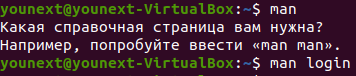 younext@younext-VirtualBox:~$ man
Какая справочная страница вам нужна?
Например, попробуйте ввести «man man».
younext@younext-VirtualBox:~$ man login